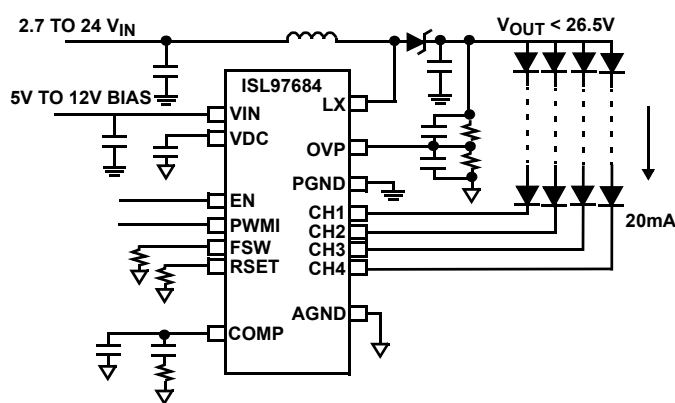 2.7 TO 24 VIN
VOUT < 26.5V
ISL97684
5V TO 12V BIAS
VIN
LX
VDC
OVP
PGND
EN
CH1
PWMI
CH2
20mA
FSW
CH3
RSET
CH4
AGND
COMP